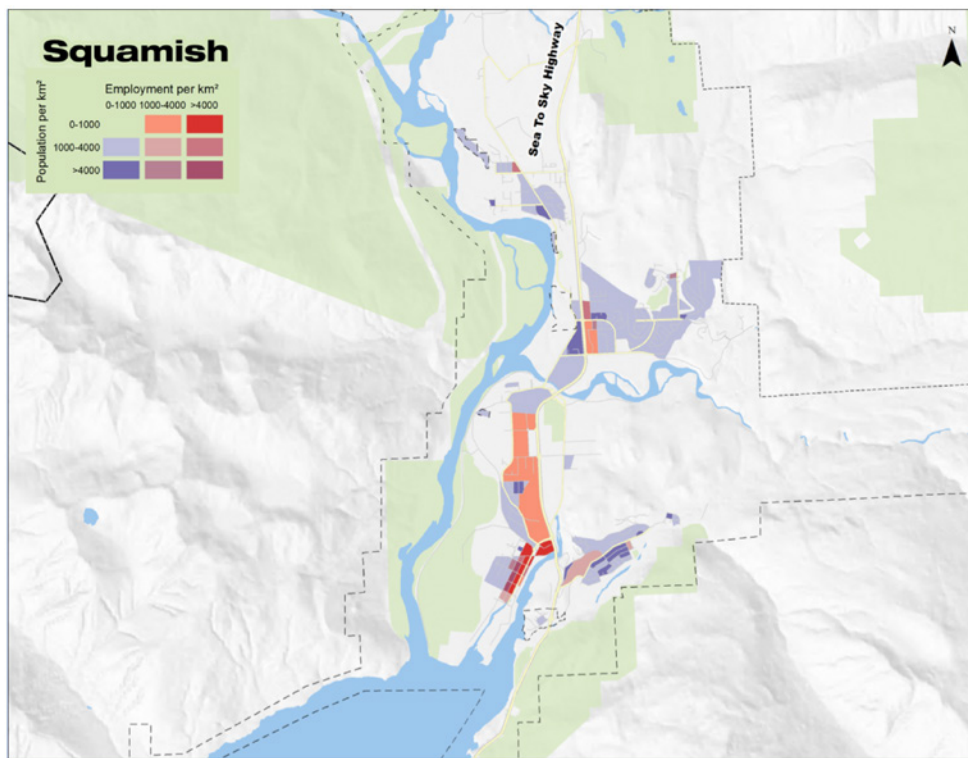 Squamish
Employment per km²
0-1000 1000-4000 >4000
Population per km²
0-1000
1000-4000
>4000
Sea To Sky Highway
N